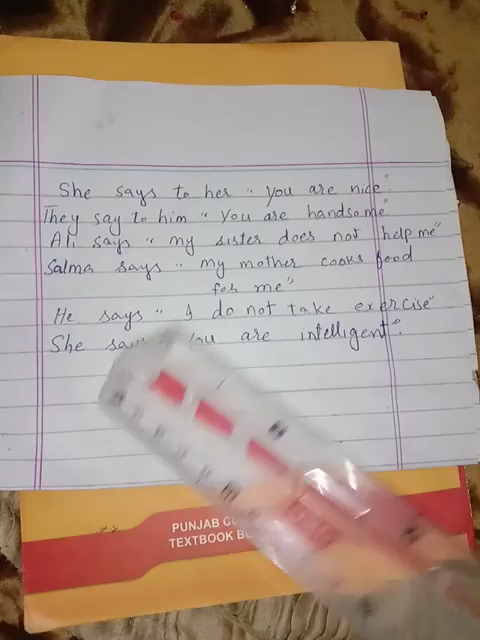 She says to her " you are nice"
They say to him " You are handsome"
Ali says " my sister does not help me"
Salma says " my mother cooks food
for me"
He says " I do not take exercise"
She says are intelligent".
PUNJAB
TEXTBOOK